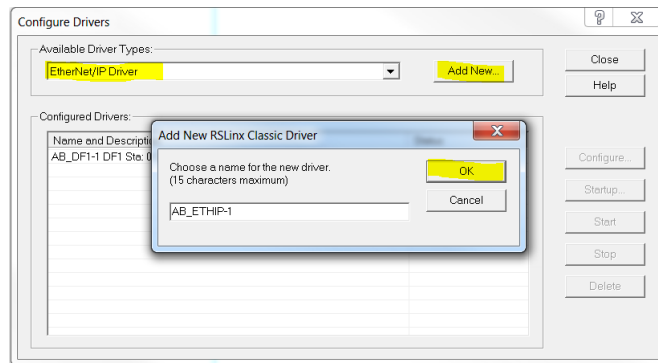 Configure Drivers
Available Driver Types:
EtherNet/IP Driver
Add New...
Close
Help
Configured Drivers:
Name and Descripti
Status
AB_DF1-1 DF1 Sta: 0
Add New RSLinx Classic Driver
Choose a name for the new driver.
(15 characters maximum)
AB_ETHIP-1
OK
Cancel
Configure...
Startup...
Start
Stop
Delete